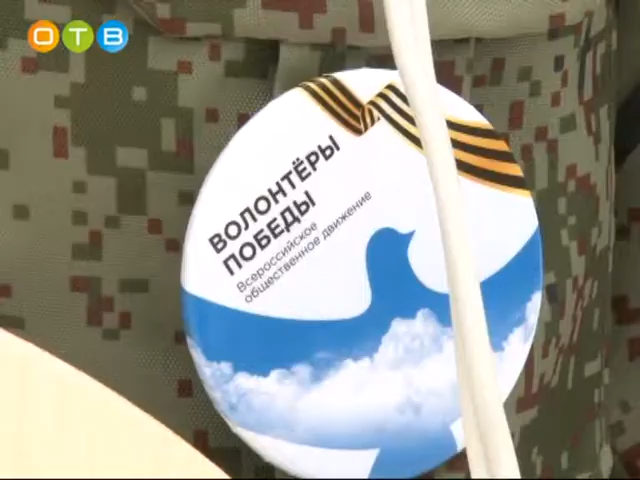 ОТВ
ВОЛОНТЁРЫ
ПОБЕДЫ
Всероссийское
общественное движение